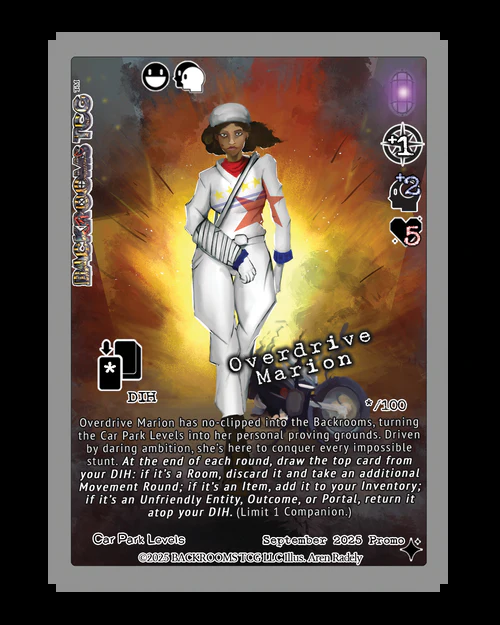 BACKROOMS TCG™
+1
+2
5
Overdrive
Marion
*
DIH
*/100
Overdrive Marion has no-clipped into the Backrooms, turning
the Car Park Levels into her personal proving grounds. Driven
by daring ambition, she's here to conquer every impossible
stunt. At the end of each round, draw the top card from
your DIH: if it's a Room, discard it and take an additional
Movement Round; if it's an Item, add it to your Inventory;
if it's an Unfriendly Entity, Outcome, or Portal, return it
atop your DIH. (Limit 1 Companion.)
Car Park Levels
September 2025 Promo
©2025 BACKROOMS TCG LLC Illus. Aren Radely